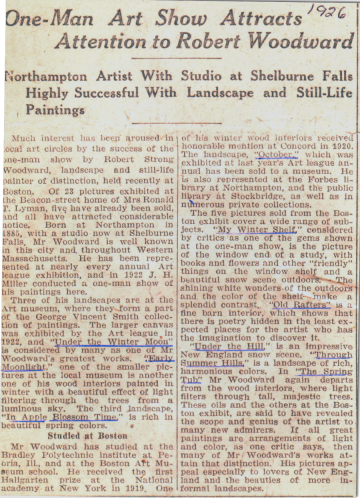 1926
One-Man Art Show Attracts
Attention to Robert Woodward
Northampton Artist With Studio at Shelburne Falls
Highly Successful With Landscape and Still-Life
Paintings
Much interest has been aroused in
local art circles by the success of the
one-man show by Robert Strong
Woodward, landscape and still-life
painter of distinction, held recently at
Boston. Of 23 pictures exhibited at
the Beacon-street home of Mrs Ronald
F. Lyman, five have already been sold,
and all have attracted considerable
notice. Born at Northampton in
1885, with a studio now at Shelburne
Falls, Mr Woodward is well known
in this city and throughout Western
Massachusetts. He has been repre-
sented at nearly every annual Art
league exhibition, and in 1922 J. H.
Miller conducted a one-man show of
his paintings here.
Three of his landscapes are at the
Art museum, where they form a part
of the George Vincent Smith collec-
tion of paintings. The larger canvas
was exhibited by the Art league in
1922, and "Under the Winter Moon"
is considered by many as one of Mr
Woodward's greatest works. "Early
Moonlight," one of the smaller pic-
tures at the local museum is another
one of his wood interiors painted in
winter with a beautiful effect of light
filtering through the trees from a
luminous sky. The third landscape,
"In Apple Blossom Time" is rich in
beautiful spring colors.
Studied at Boston
Mr Woodward has studied at the
Bradley Polytechnic institute at Pe-
oria, Ill., and at the Boston Art Mu-
seum school. He received the first
Hallgarten prize at the National
academy at New York in 1919. One
of his winter wood interiors received
honorable mention at Concord in 1920.
The landscape, "October," which was
exhibited at last year's Art league an-
nual has been sold to a museum. He
is also represented at the Forbes li-
brary at Northampton, and the public
library at Stockbridge, as well as in
numerous private collections.
The five pictures sold from the Bos-
ton exhibit cover a wide range of sub-
jects. "My Winter Shelf," considered
by critics as one of the gems shown
at the one-man show, is the picture
of the window end of a study, with
books and flowers and other "friendly"
things on the window shelf and a
beautiful snow scene outdoors. The
shining white wonders of the outdoors
and the color of the shelf make a
splendid contrast. "Old Rafters" is a
fine barn interior, which shows that
there is poetry hidden in the least ex-
pected places for the artist who has
the imagination to discover it.
"Under the Hill," is an impressive
New England snow scene. "Through
Summer Hills," is a landscape of rich,
harmonious colors. In "The Spring
Tub" Mr Woodward again departs
from the wood interiors, where light
filters through tall, majestic trees.
These oils and the others at the Bos-
ton exhibit, are said to have revealed
the scope and genius of the artist to
many new admirers. If all great
paintings are arrangements of light
and color, as one critic says, then
many of Mr Woodward's works at-
tain that distinction. His pictures ap-
peal especially to lovers of New Eng-
land and the beauties of more in-
formal landscapes.